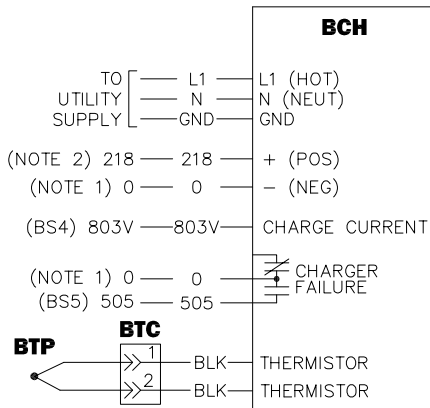 BCH
TO — L1 — L1 (HOT)
UTILITY — N — N (NEUT)
SUPPLY — GND — GND
(NOTE 2) 218 — 218 — + (POS)
(NOTE 1) 0 — 0 — − (NEG)
(BS4) 803V — 803V — CHARGE CURRENT
CHARGER
(NOTE 1) 0 — 0
FAILURE
(BS5) 505 — 505
BTC
BTP
1 BLK THERMISTOR
2 BLK THERMISTOR